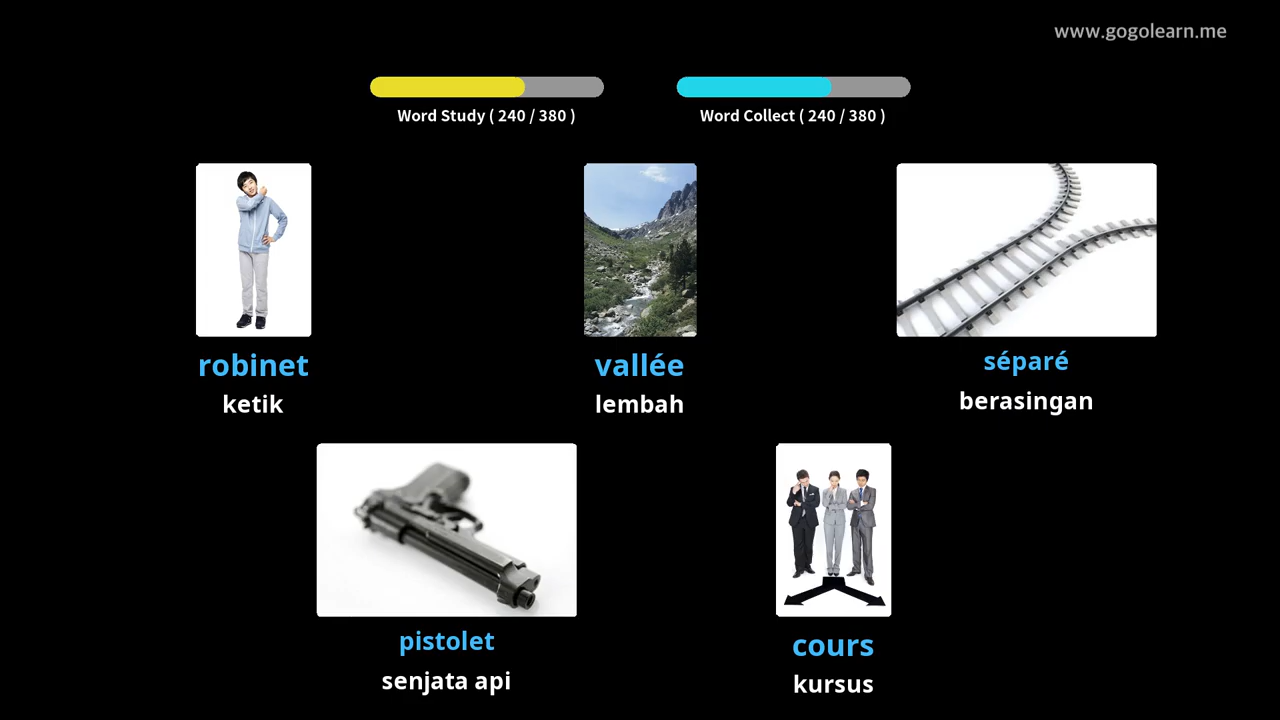 www.gogolearn.me
Word Study ( 240 / 380 )
Word Collect ( 240 / 380 )
robinet
ketik
vallée
lembah
séparé
berasingan
pistolet
senjata api
cours
kursus